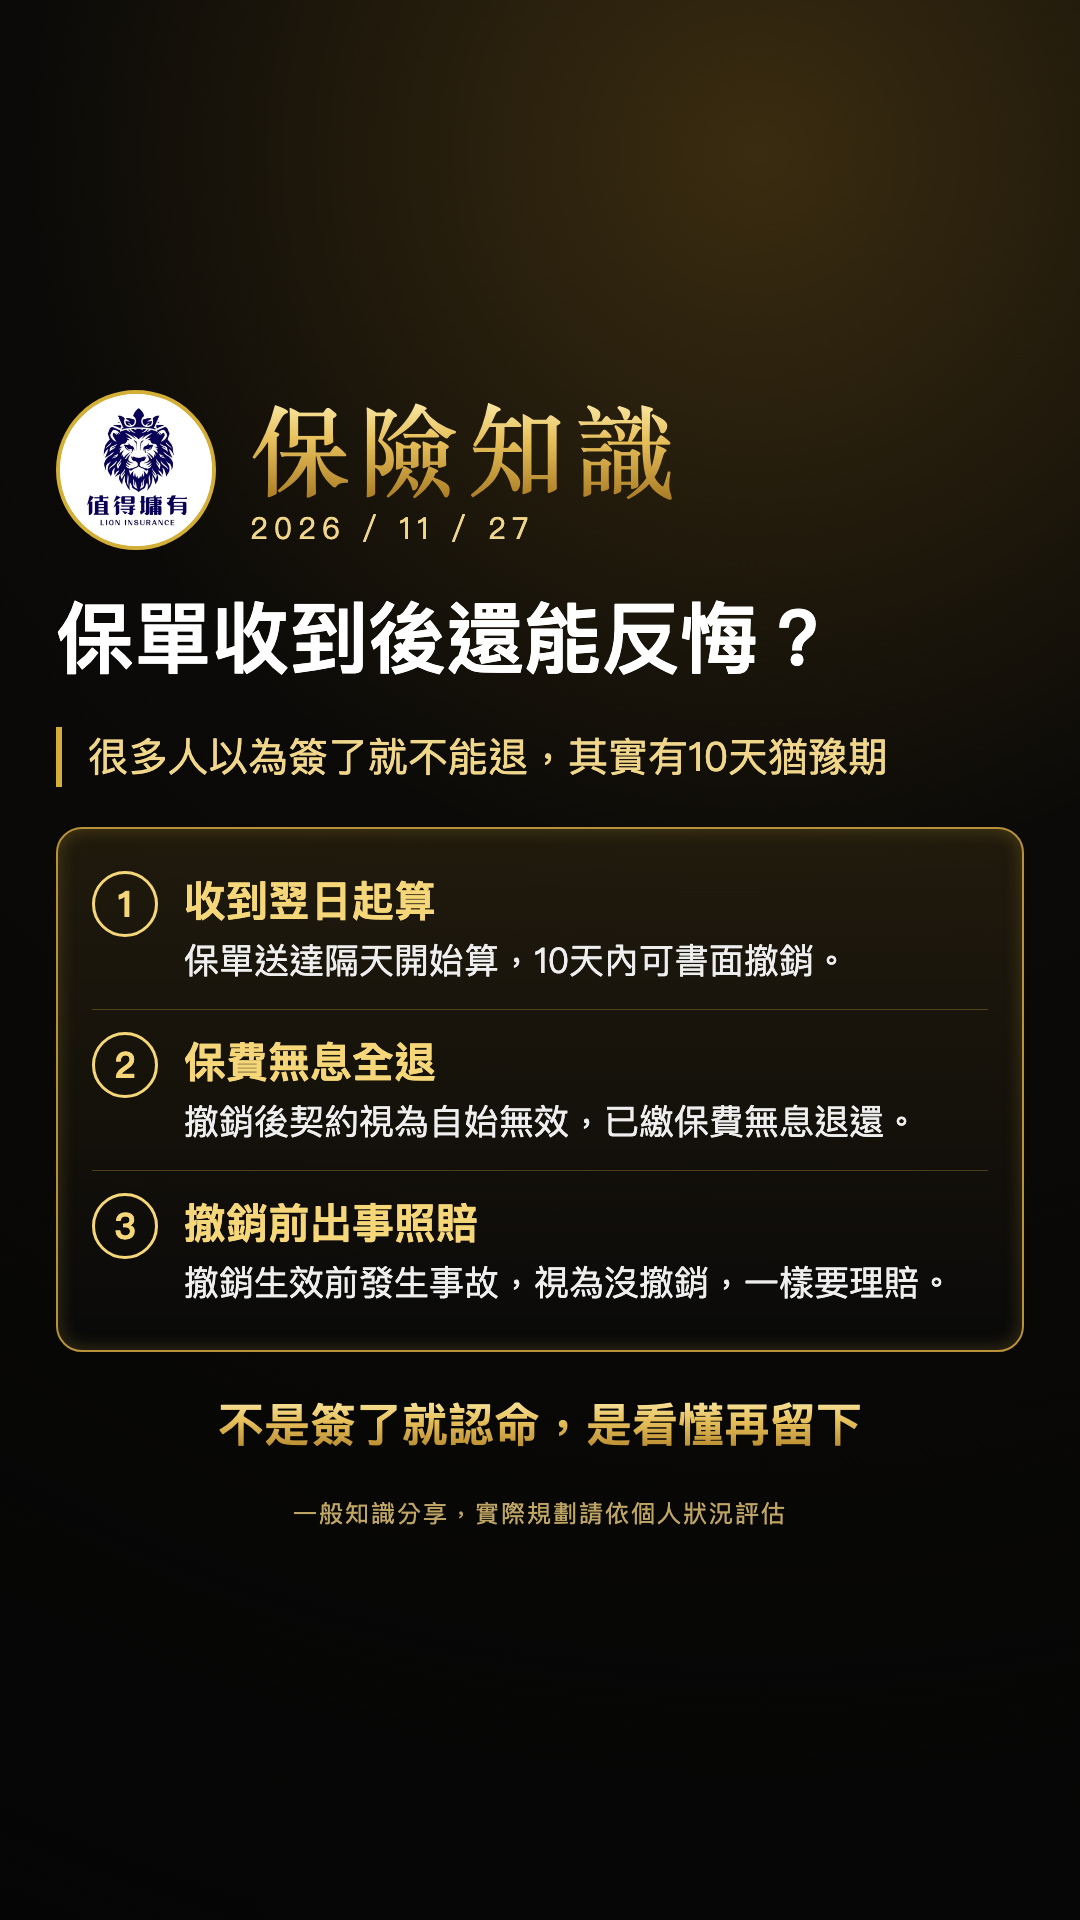 值得墉有
LION INSURANCE
保險知識
2026 / 11 / 27
保單收到後還能反悔？
很多人以為簽了就不能退，其實有10天猶豫期
1
收到翌日起算
保單送達隔天開始算，10天內可書面撤銷。
2
保費無息全退
撤銷後契約視為自始無效，已繳保費無息退還。
3
撤銷前出事照賠
撤銷生效前發生事故，視為沒撤銷，一樣要理賠。
不是簽了就認命，是看懂再留下
一般知識分享，實際規劃請依個人狀況評估